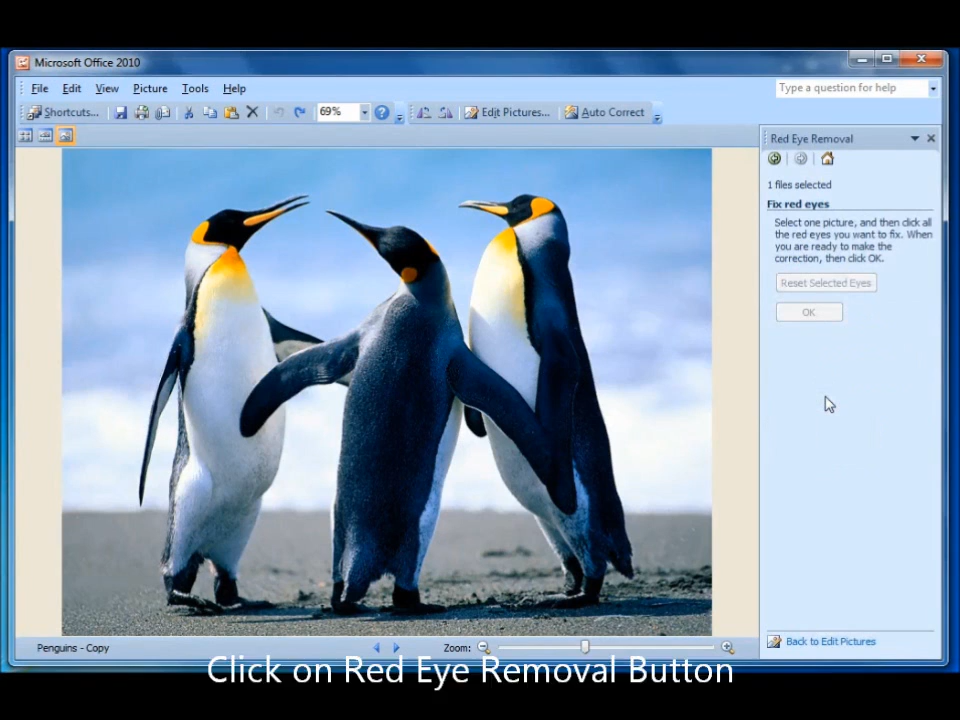 Microsoft Office 2010
File Edit View Picture Tools Help
Type a question for help
Shortcuts... 69% Edit Pictures... Auto Correct
Red Eye Removal
1 files selected
Fix red eyes
Select one picture, and then click all
the red eyes you want to fix. When
you are ready to make the
correction, then click OK.
Reset Selected Eyes
OK
Back to Edit Pictures
Penguins - Copy
Zoom:
Click on Red Eye Removal Button